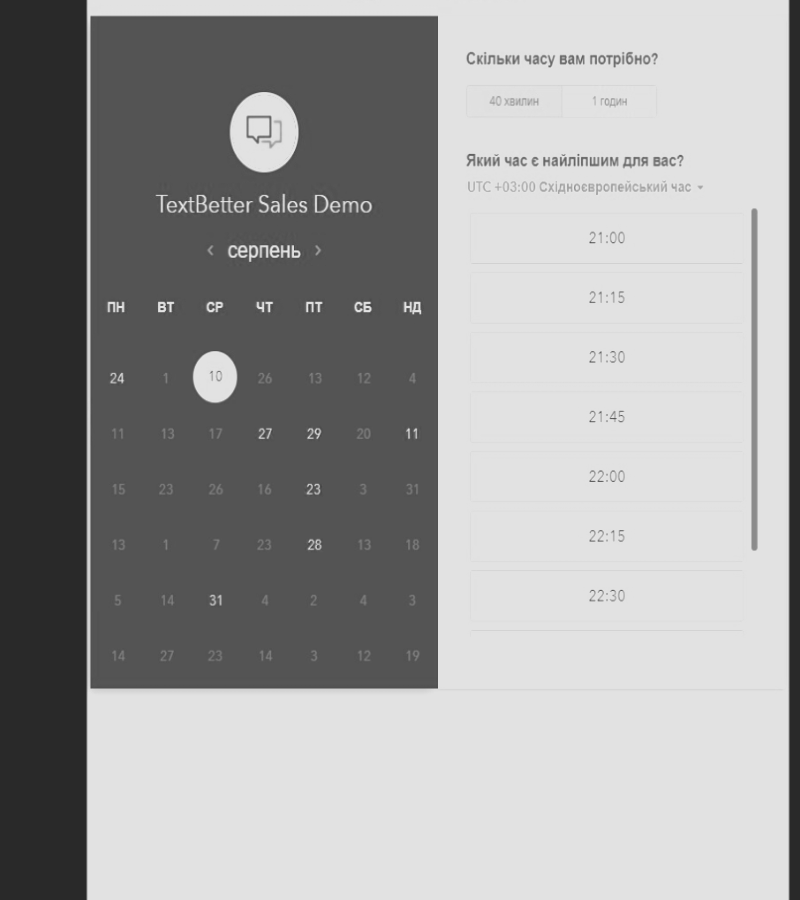 TextBetter Sales Demo
серпень
ПН ВТ СР ЧТ ПТ СБ НД
24 1 10 26 13 12 4
11 13 17 27 29 20 11
15 23 26 16 23 3 31
13 1 7 23 28 13 18
5 14 31 4 2 4 3
14 27 23 14 3 12 19
Скільки часу вам потрібно?
40 хвилин 1 годин
Який час є найліпшим для вас?
UTC +03:00 Східноєвропейський час
21:00
21:15
21:30
21:45
22:00
22:15
22:30